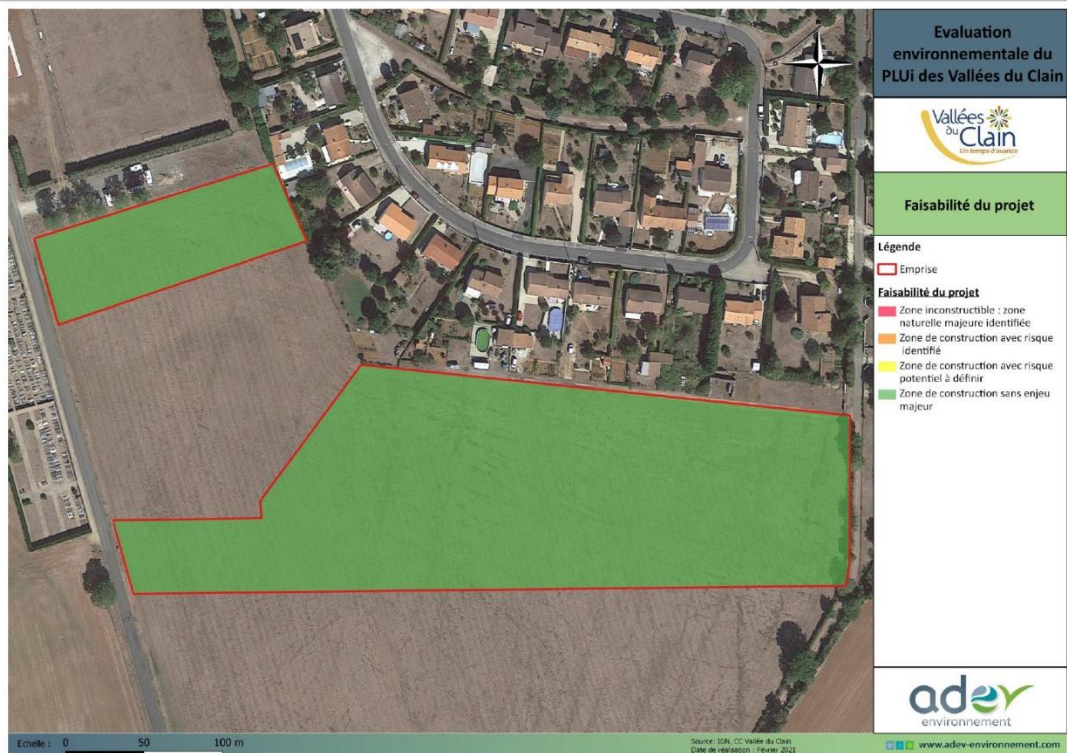 Evaluation
environnementale du
PLUi des Vallées du Clain
Vallées
du
Clain
Un temps d'avance
Faisabilité du projet
Légende
Emprise
Faisabilité du projet
Zone inconstructible : zone
naturelle majeure identifiée
Zone de construction avec risque
identifié
Zone de construction avec risque
potentiel à définir
Zone de construction sans enjeu
majeur
adev
environnement
Echelle : 0 50 100 m
Source: IGN, CC Vallée du Clain
Date de réalisation : Février 2021
www.adev-environnement.com